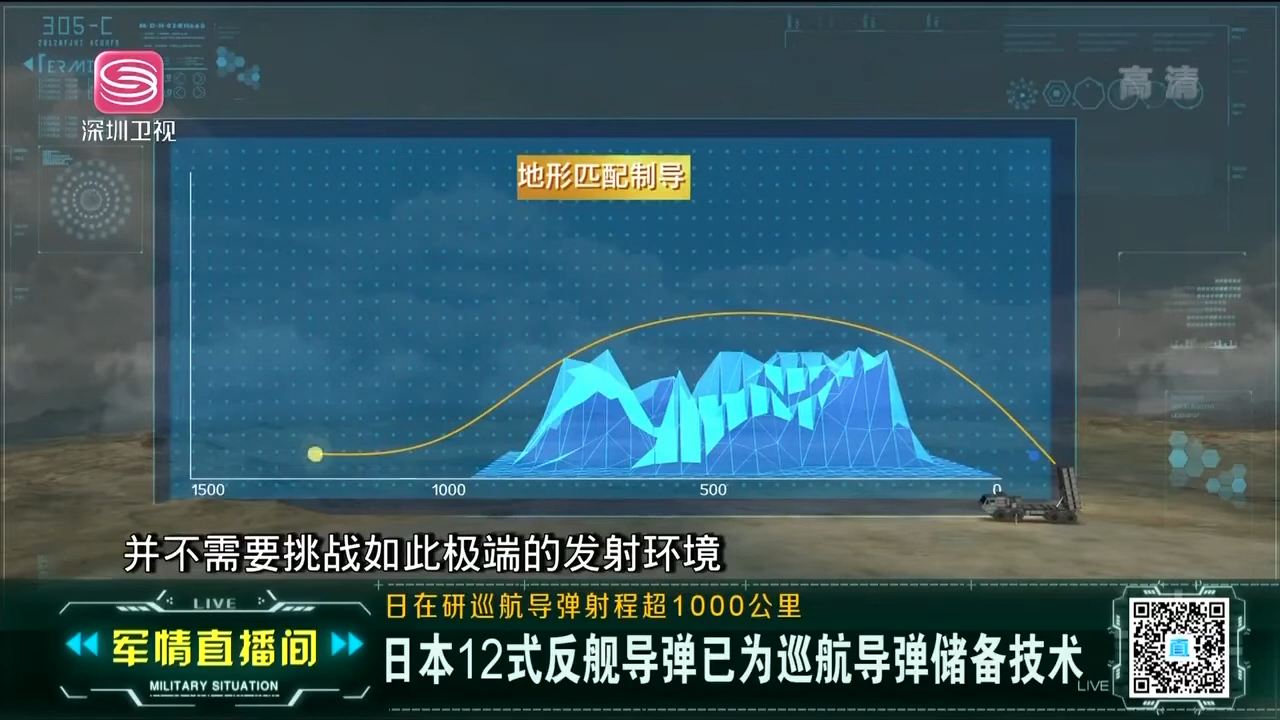 305-C
深圳卫视
高清
地形匹配制导
1500
1000
500
0
并不需要挑战如此极端的发射环境
LIVE
军情直播间
MILITARY SITUATION
日在研巡航导弹射程超1000公里
日本12式反舰导弹已为巡航导弹储备技术
LIVE